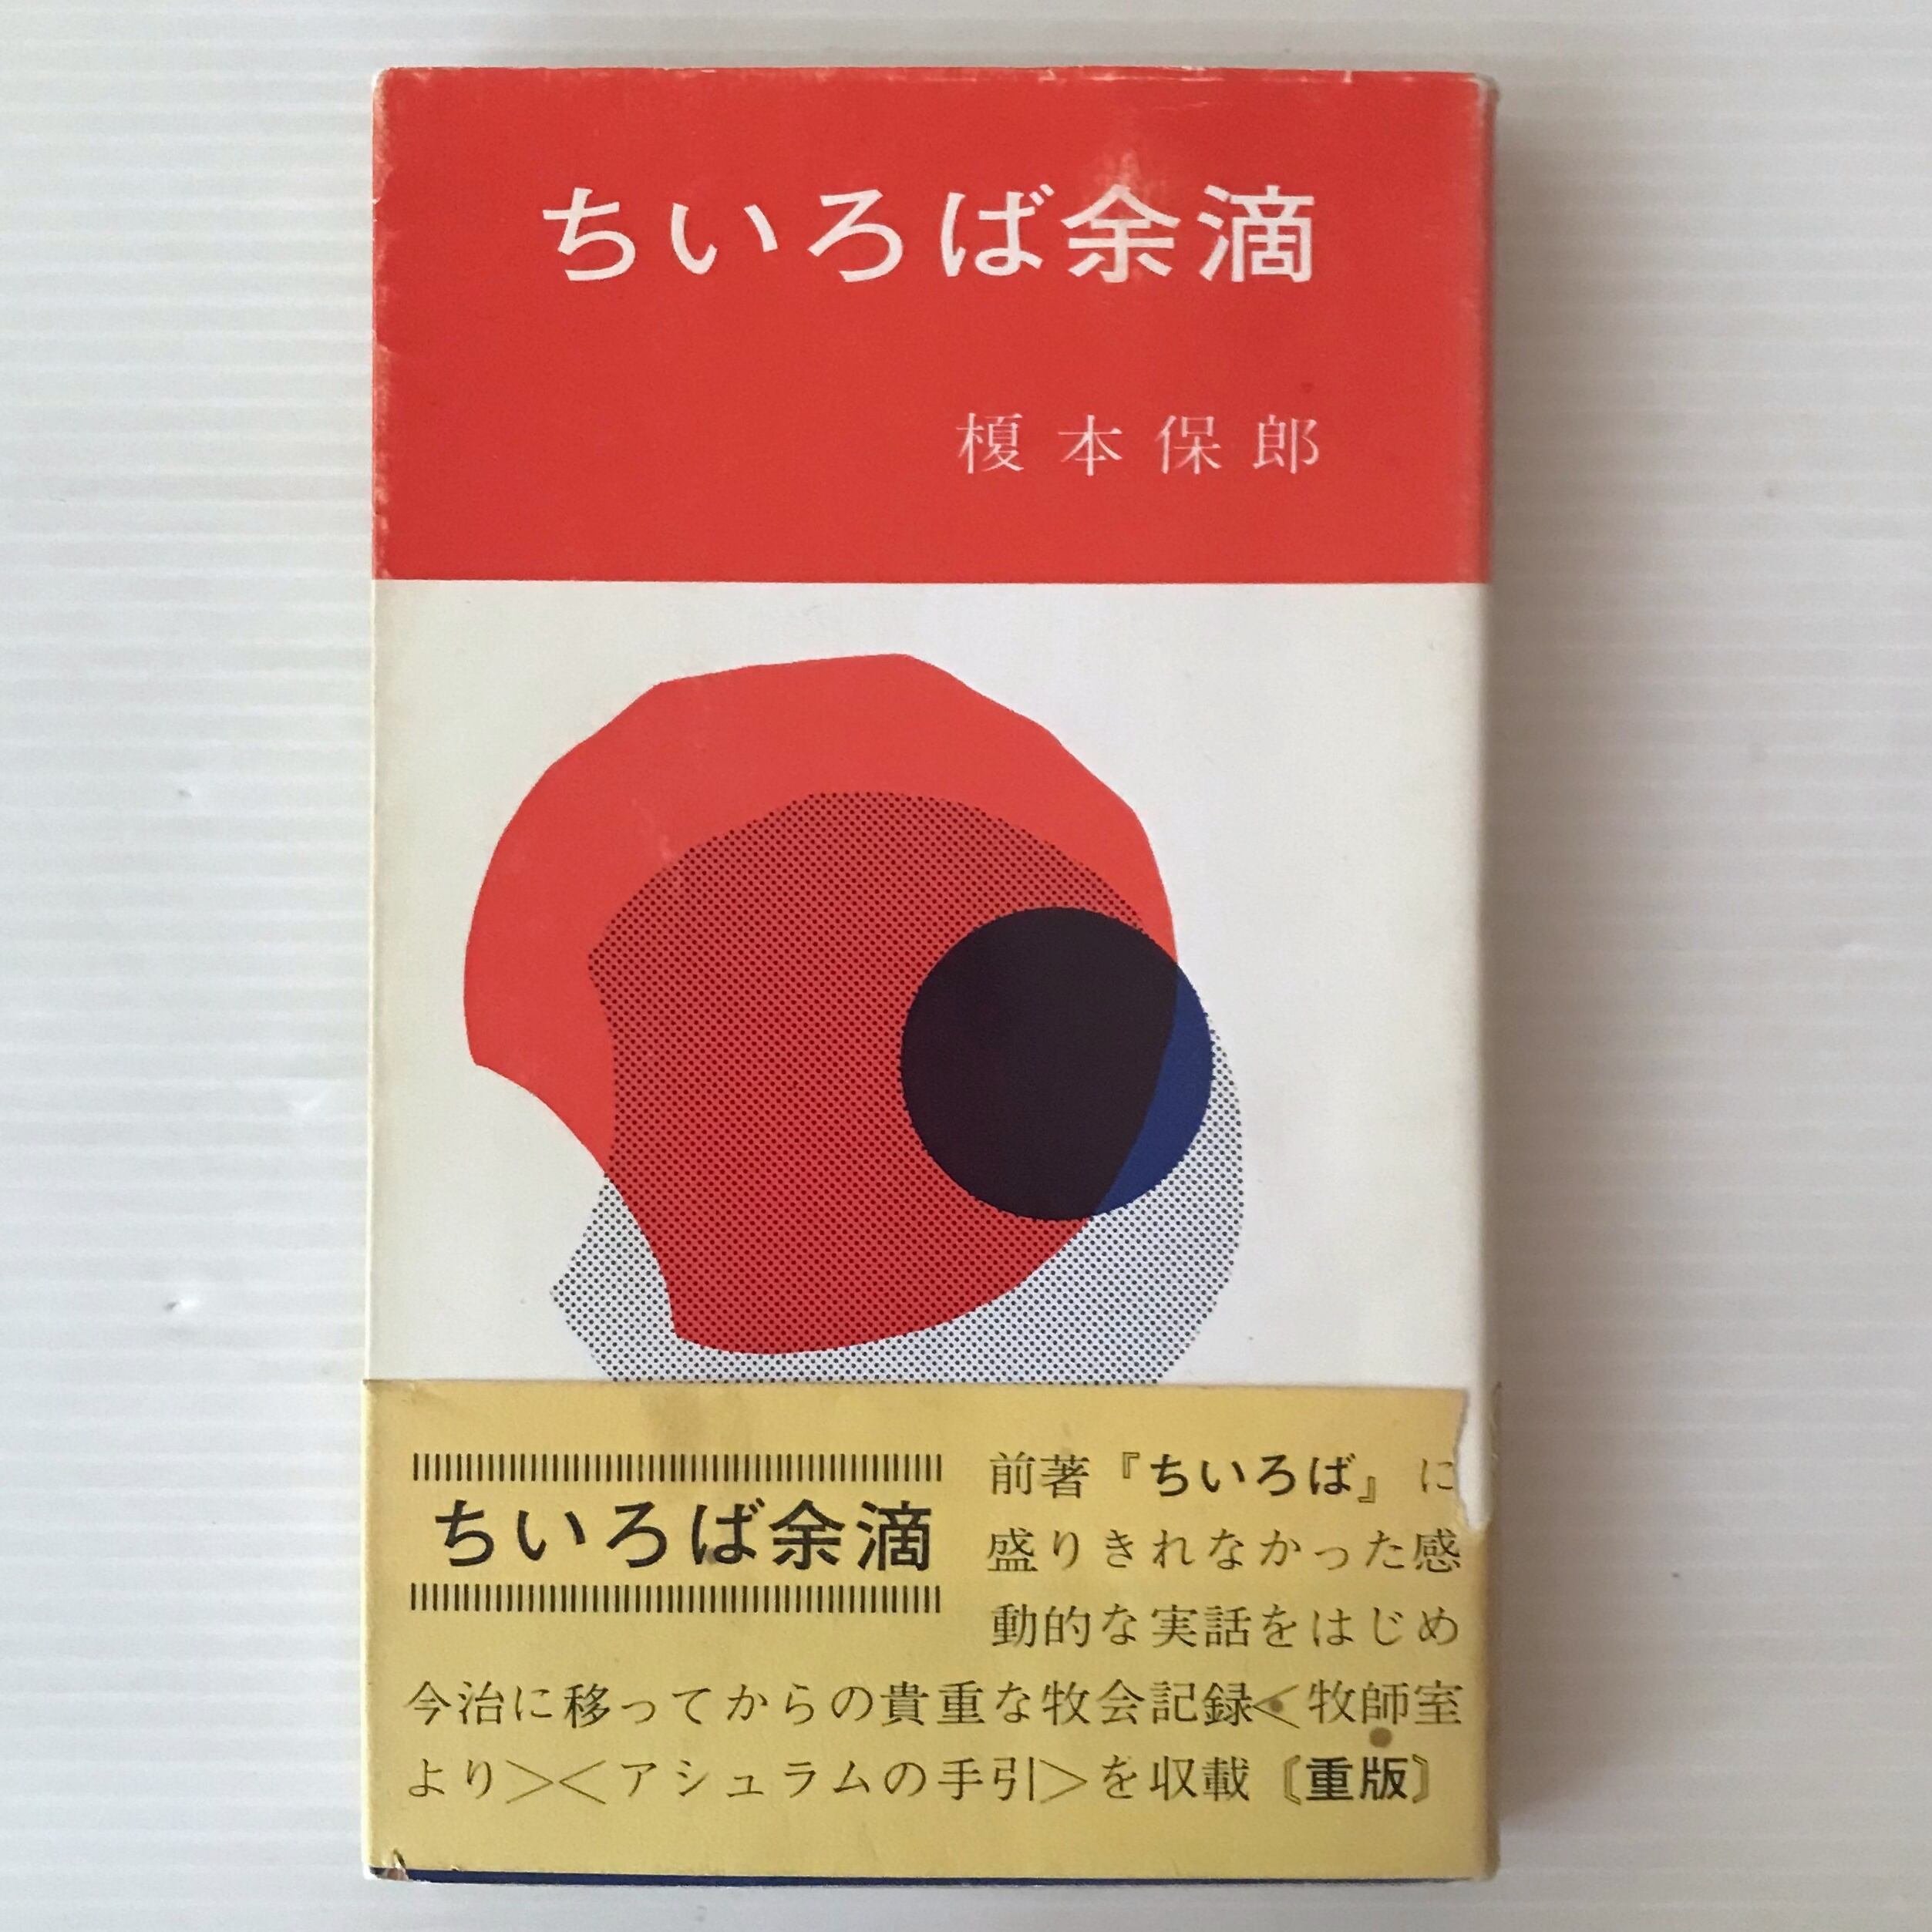 ちいろば余滴
榎本保郎
ちいろば余滴
前著『ちいろば』に
盛りきれなかった感
動的な実話をはじめ
今治に移ってからの貴重な牧会記録<牧師室
より><アシュラムの手引>を収載〘重版〙